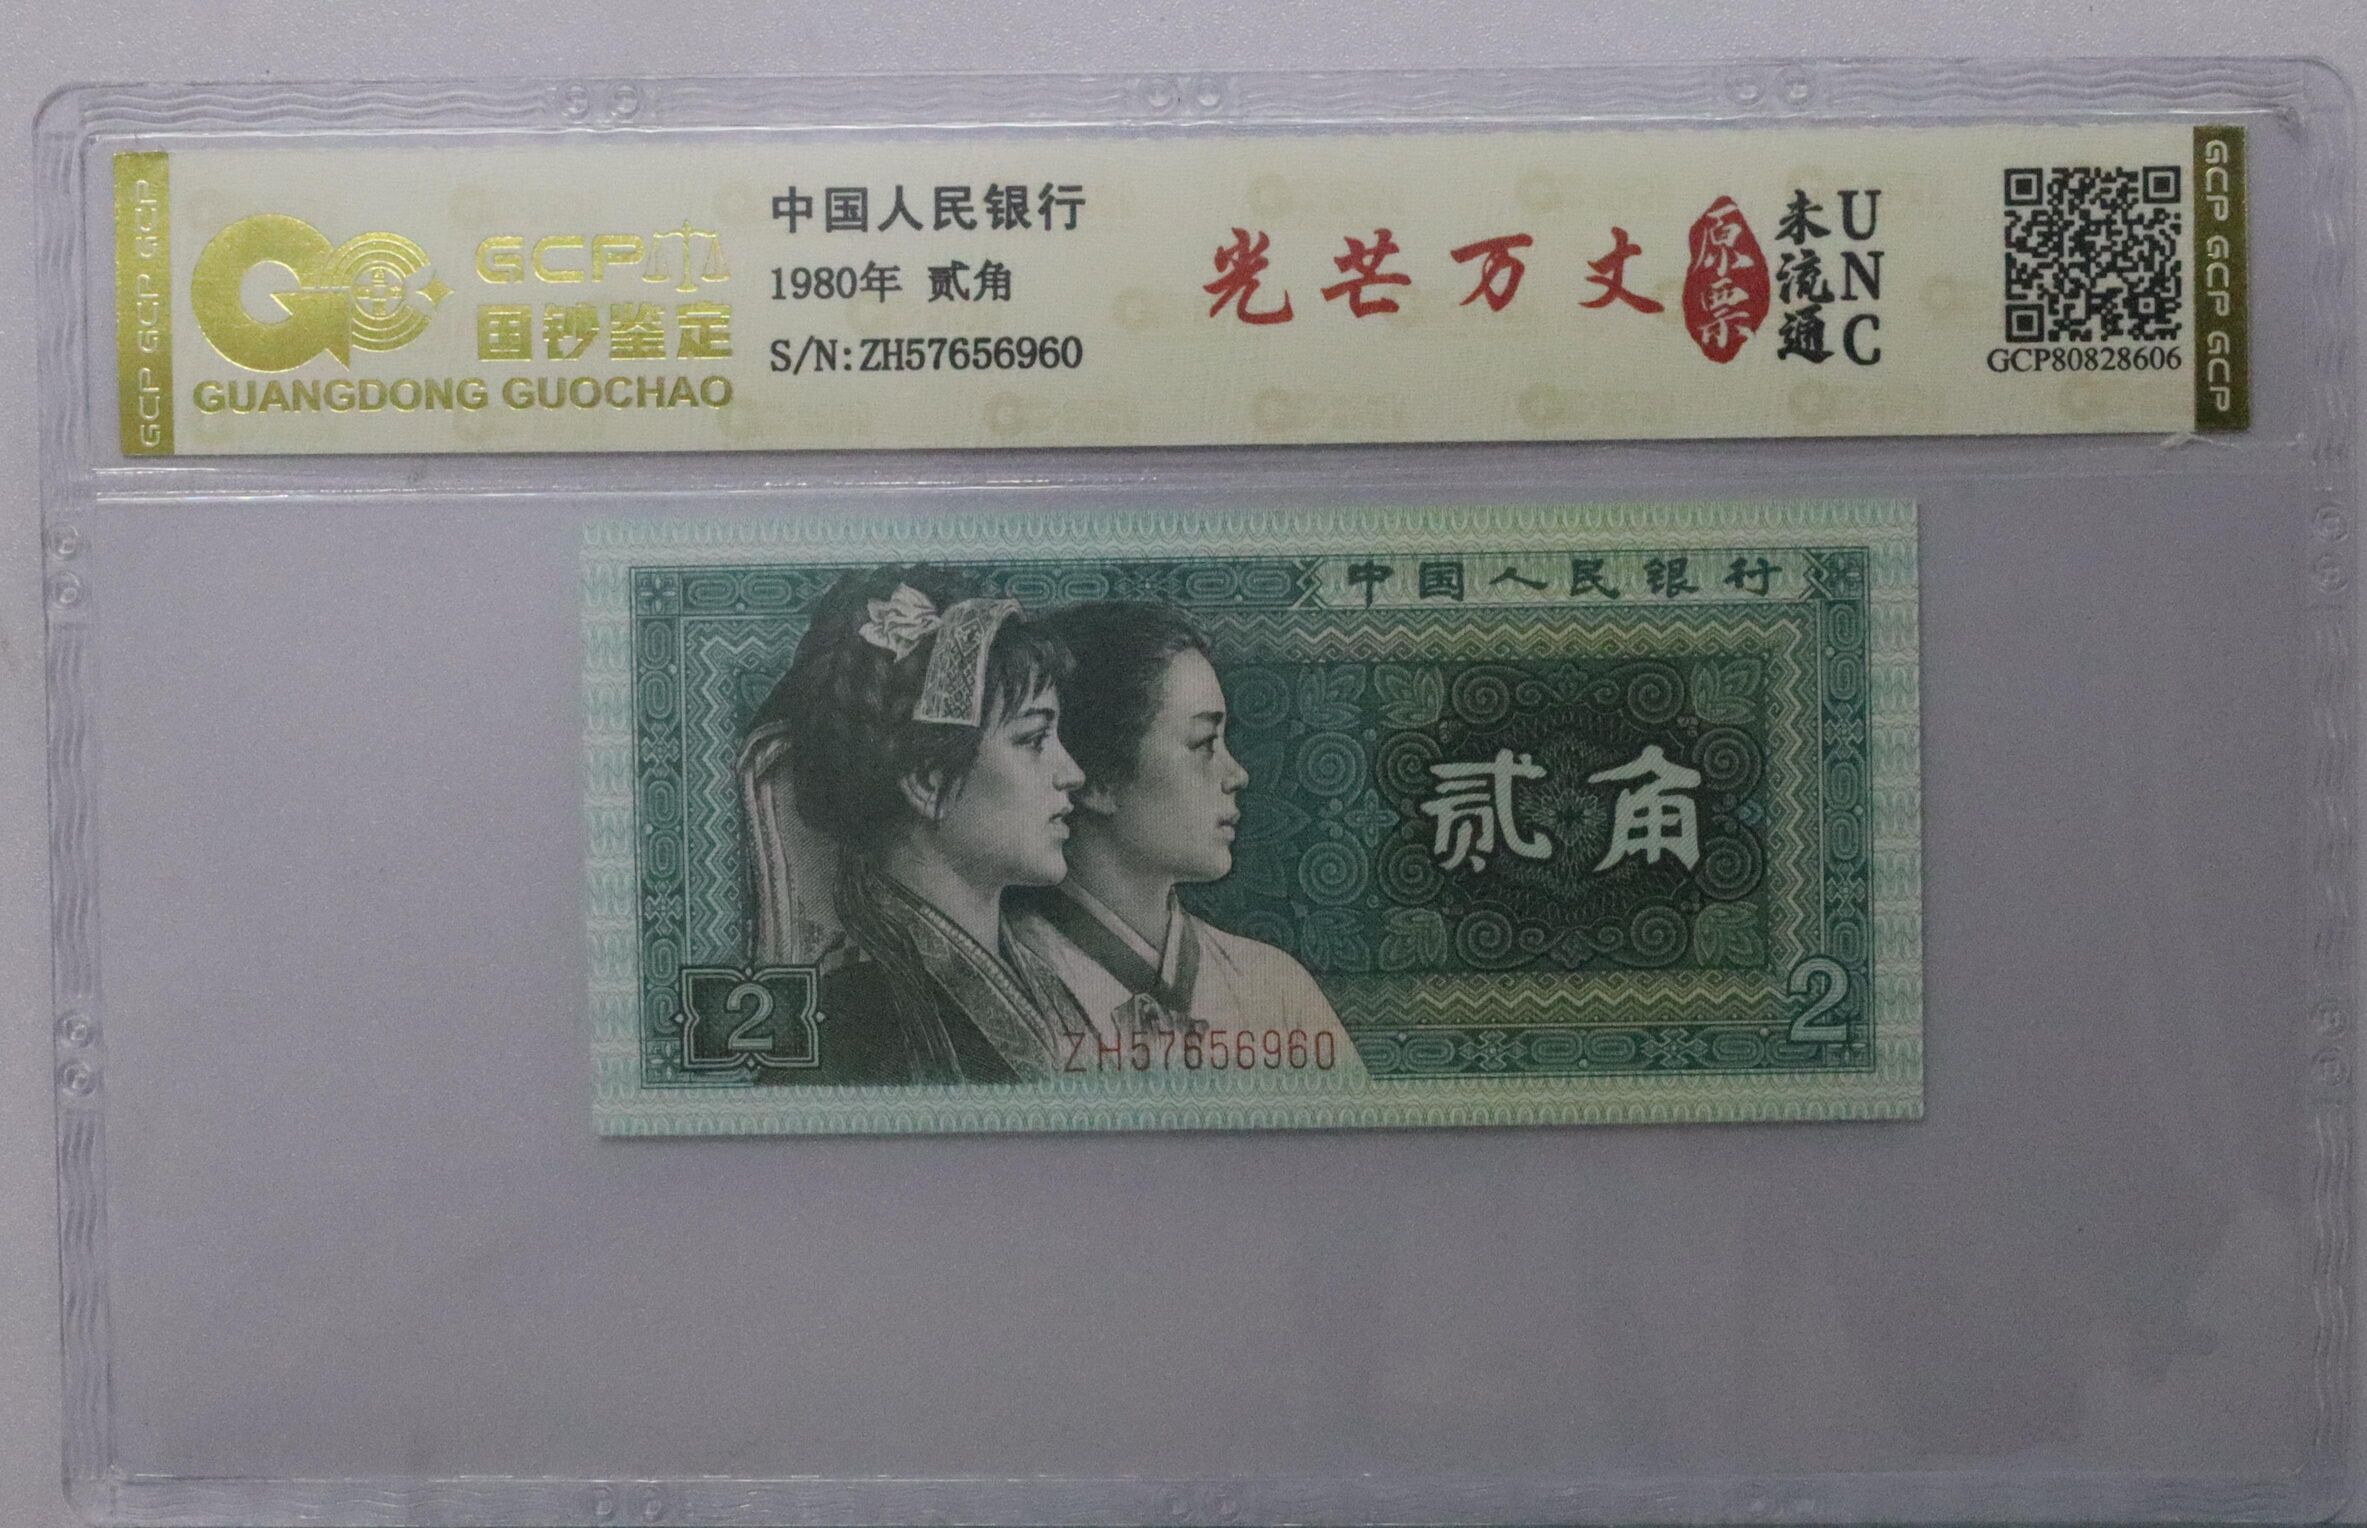 GCP GCP GCP
GCP
国钞鉴定
GUANGDONG GUOCHAO
中国人民银行
1980年 贰角
S/N:ZH57656960
光芒万丈
原票
未流通
UNC
GCP80828606
GCP GCP GCP
中国人民银行
贰角
2
2
ZH57656960